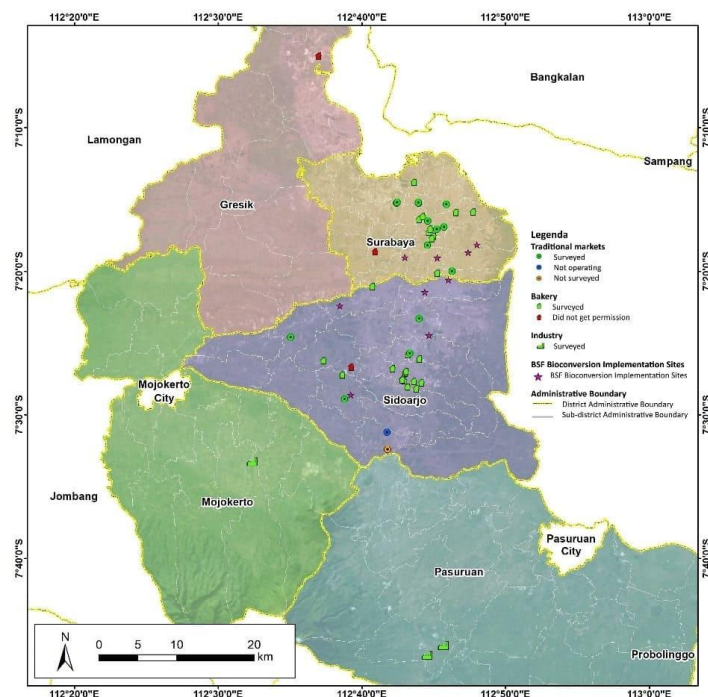 112°20'0"E 112°30'0"E 112°40'0"E 112°50'0"E 113°0'0"E
Bangkalan
7°10'0"S 7°10'0"S
Lamongan
Sampang
Gresik
Surabaya
7°20'0"S 7°20'0"S
Legenda
Traditional markets
Surveyed
Not operating
Not surveyed
Bakery
Surveyed
Did not get permission
Industry
Surveyed
BSF Bioconversion Implementation Sites
BSF Bioconversion Implementation Sites
Administrative Boundary
District Administrative Boundary
Sub-district Administrative Boundary
Mojokerto
City
Sidoarjo
7°30'0"S 7°30'0"S
Jombang
Mojokerto
Pasuruan
City
7°40'0"S 7°40'0"S
Pasuruan
Probolinggo
N
0 5 10 20
km
112°20'0"E 112°30'0"E 112°40'0"E 112°50'0"E 113°0'0"E